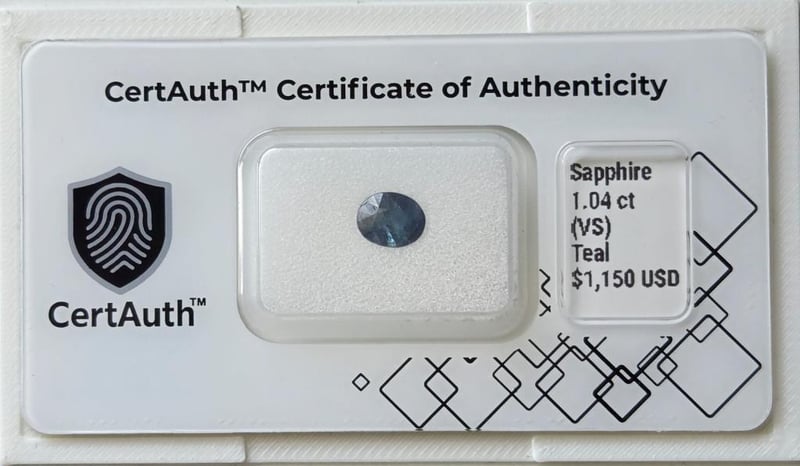 CertAuth™ Certificate of Authenticity
CertAuth™
Sapphire
1.04 ct
(VS)
Teal
$1,150 USD